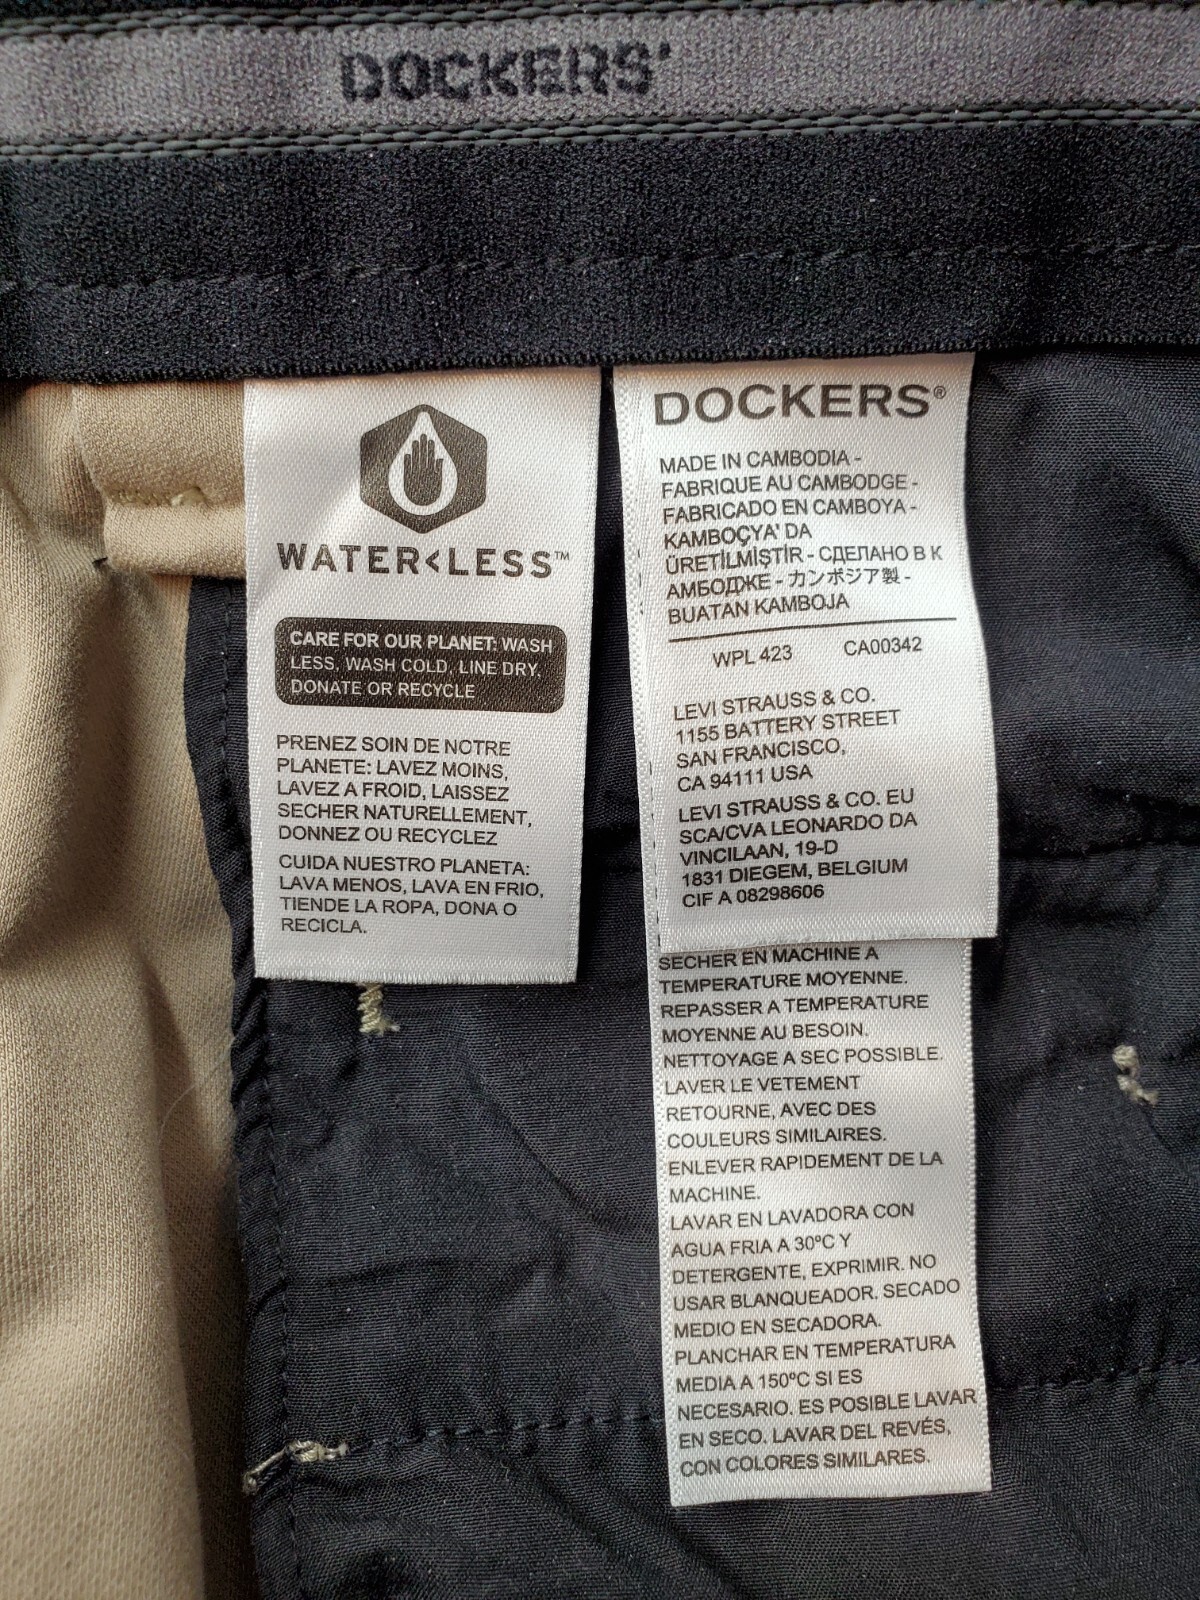 DOCKERS'
WATER<LESS™
CARE FOR OUR PLANET: WASH
LESS, WASH COLD, LINE DRY,
DONATE OR RECYCLE
PRENEZ SOIN DE NOTRE
PLANETE: LAVEZ MOINS,
LAVEZ A FROID, LAISSEZ
SECHER NATURELLEMENT,
DONNEZ OU RECYCLEZ
CUIDA NUESTRO PLANETA:
LAVA MENOS, LAVA EN FRIO,
TIENDE LA ROPA, DONA O
RECICLA.
DOCKERS®
MADE IN CAMBODIA -
FABRIQUE AU CAMBODGE -
FABRICADO EN CAMBOYA -
KAMBOÇYA' DA
ÜRETİLMİŞTİR - СДЕЛАНО В К
АМБОДЖЕ - カンボジア製 -
BUATAN KAMBOJA
WPL 423 CA00342
LEVI STRAUSS & CO.
1155 BATTERY STREET
SAN FRANCISCO,
CA 94111 USA
LEVI STRAUSS & CO. EU
SCA/CVA LEONARDO DA
VINCILAAN, 19-D
1831 DIEGEM, BELGIUM
CIF A 08298606
SECHER EN MACHINE A
TEMPERATURE MOYENNE.
REPASSER A TEMPERATURE
MOYENNE AU BESOIN.
NETTOYAGE A SEC POSSIBLE.
LAVER LE VETEMENT
RETOURNE, AVEC DES
COULEURS SIMILAIRES.
ENLEVER RAPIDEMENT DE LA
MACHINE.
LAVAR EN LAVADORA CON
AGUA FRIA A 30ºC Y
DETERGENTE, EXPRIMIR. NO
USAR BLANQUEADOR. SECADO
MEDIO EN SECADORA.
PLANCHAR EN TEMPERATURA
MEDIA A 150ºC SI ES
NECESARIO. ES POSIBLE LAVAR
EN SECO. LAVAR DEL REVÉS,
CON COLORES SIMILARES.